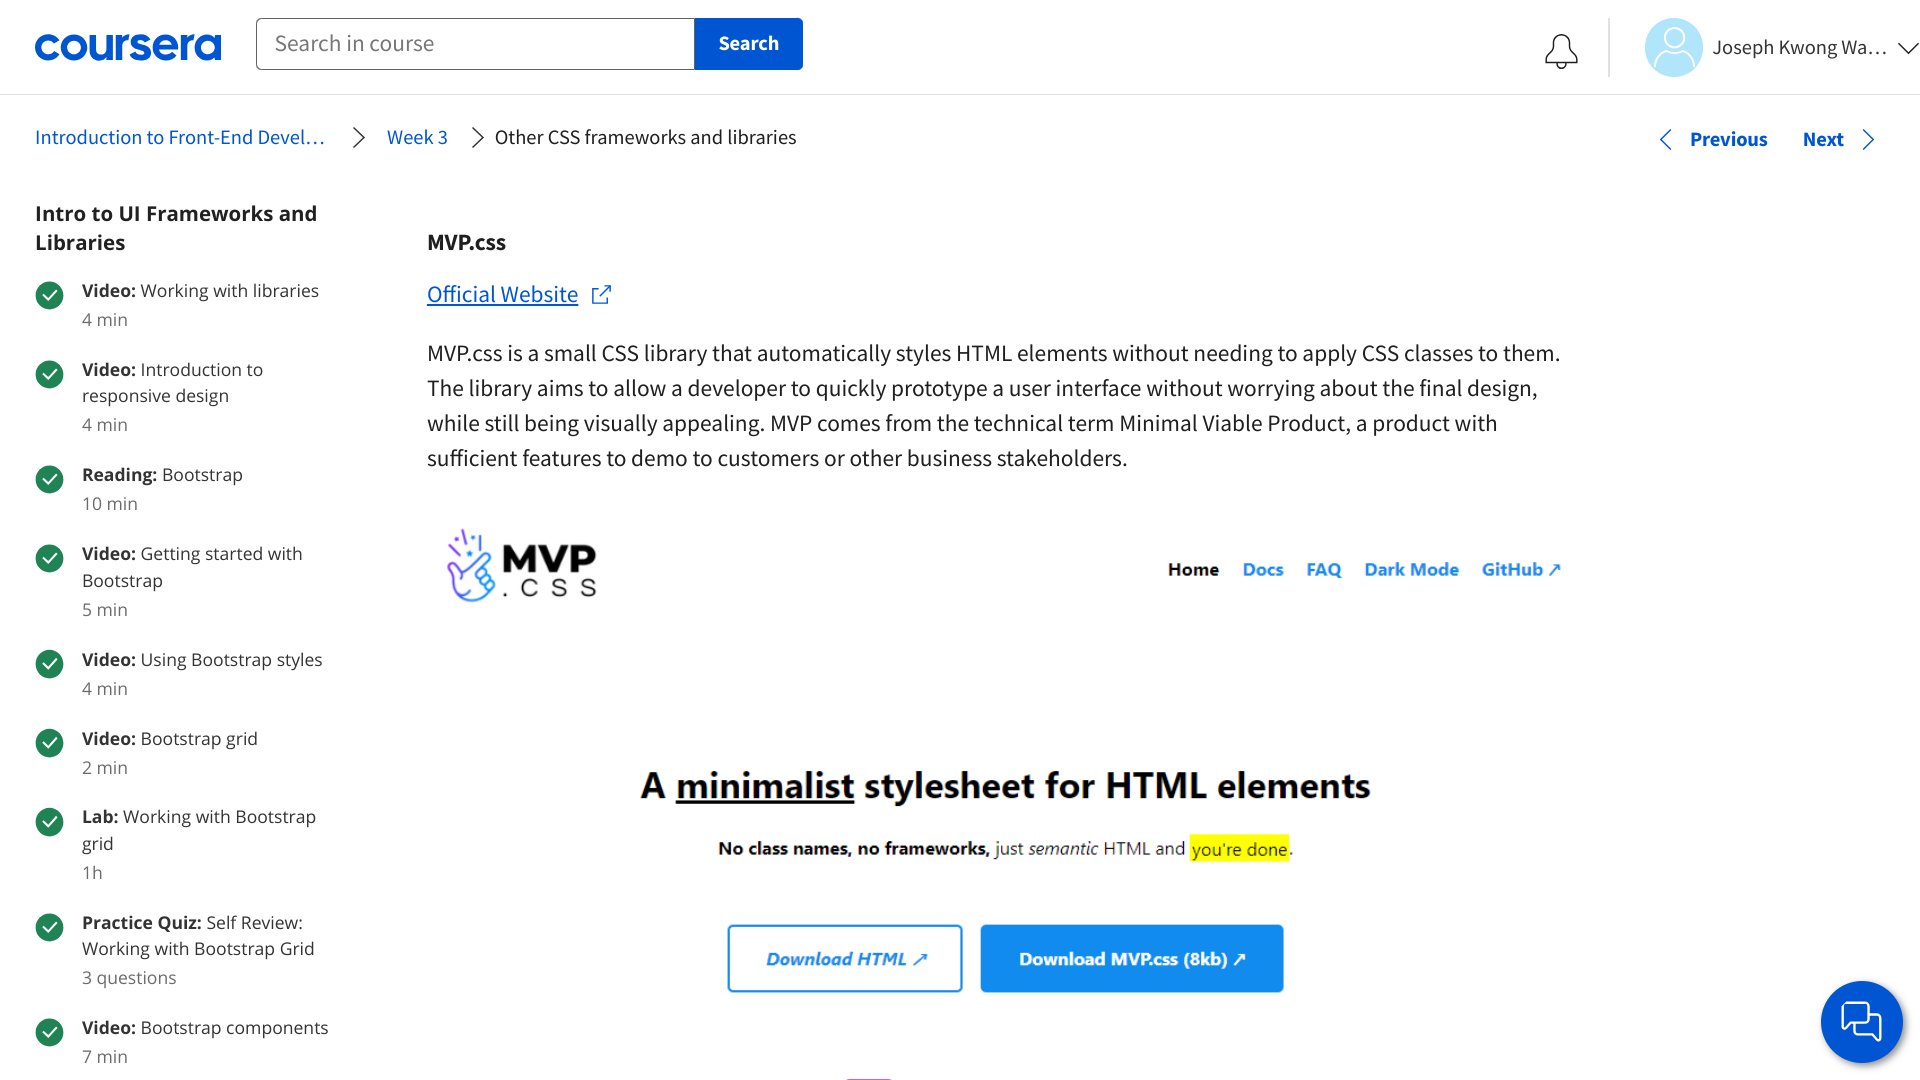 coursera
Search in course
Search
Joseph Kwong Wa...
Introduction to Front-End Devel...
Week 3
Other CSS frameworks and libraries
Previous
Next
Intro to UI Frameworks and
Libraries
Video: Working with libraries
4 min
Video: Introduction to
responsive design
4 min
Reading: Bootstrap
10 min
Video: Getting started with
Bootstrap
5 min
Video: Using Bootstrap styles
4 min
Video: Bootstrap grid
2 min
Lab: Working with Bootstrap
grid
1h
Practice Quiz: Self Review:
Working with Bootstrap Grid
3 questions
Video: Bootstrap components
7 min
MVP.css
Official Website
MVP.css is a small CSS library that automatically styles HTML elements without needing to apply CSS classes to them.
The library aims to allow a developer to quickly prototype a user interface without worrying about the final design,
while still being visually appealing. MVP comes from the technical term Minimal Viable Product, a product with
sufficient features to demo to customers or other business stakeholders.
MVP
.CSS
Home Docs FAQ Dark Mode GitHub ↗
A minimalist stylesheet for HTML elements
No class names, no frameworks, just semantic HTML and you're done.
Download HTML ↗
Download MVP.css (8kb) ↗